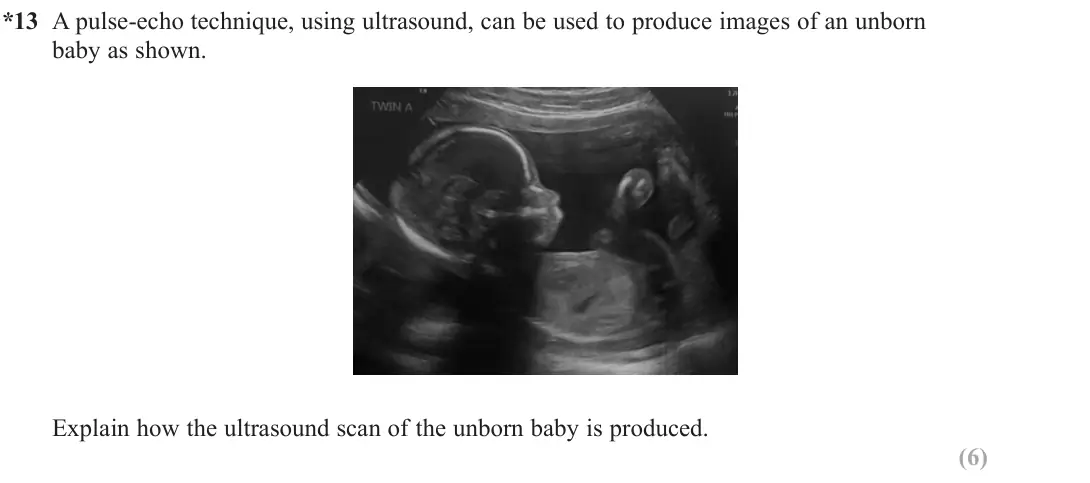 *13 A pulse-echo technique, using ultrasound, can be used to produce images of an unborn
baby as shown.
TWIN A
Explain how the ultrasound scan of the unborn baby is produced.
(6)